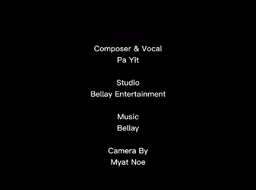 Composer & Vocal
Pa Yit
Studio
Bellay Entertainment
Music
Bellay
Camera By
Myat Noe